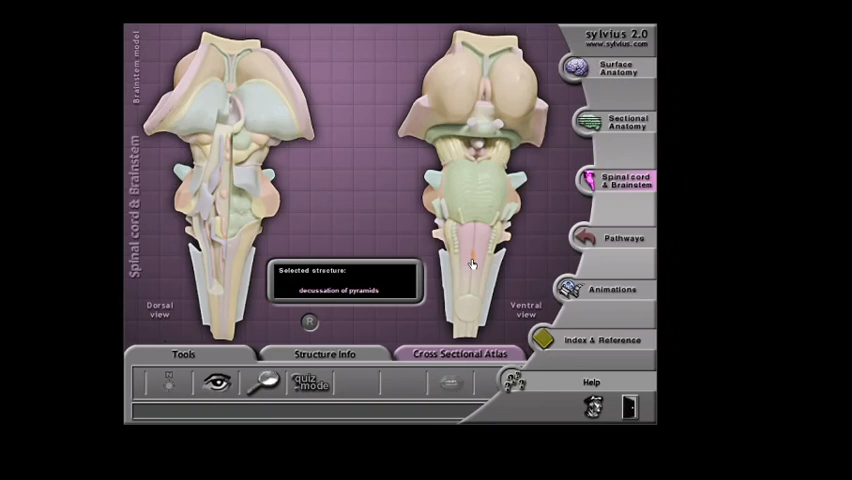 sylvius 2.0
www.sylvius.com
Brainstem model
Spinal cord & Brainstem
Surface
Anatomy
Sectional
Anatomy
Spinal cord
& Brainstem
Pathways
Animations
Index & Reference
Help
Selected structure:
decussation of pyramids
Dorsal
view
Ventral
view
R
Tools
Structure Info
Cross Sectional Atlas
N
quiz
mode